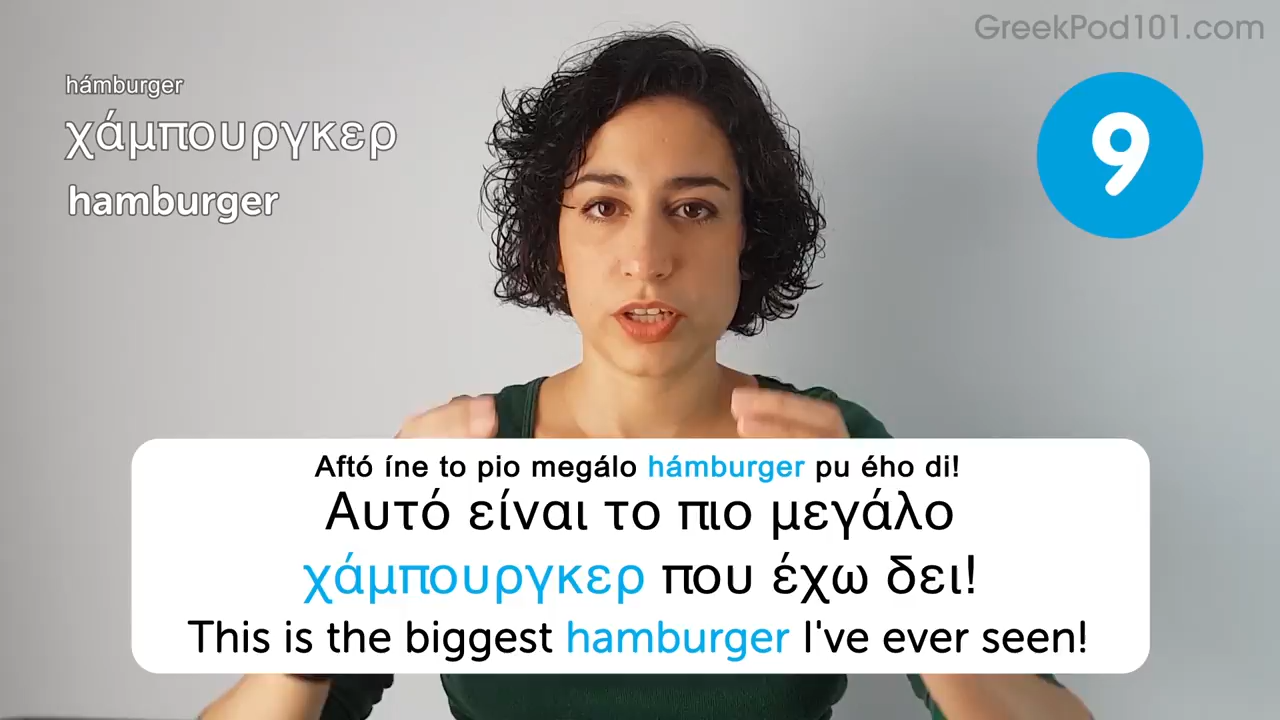 GreekPod101.com
hámburger
χάμπουργκερ
hamburger
9
Aftó íne to pio megálo hámburger pu ého di!
Αυτό είναι το πιο μεγάλο
χάμπουργκερ που έχω δει!
This is the biggest hamburger I've ever seen!